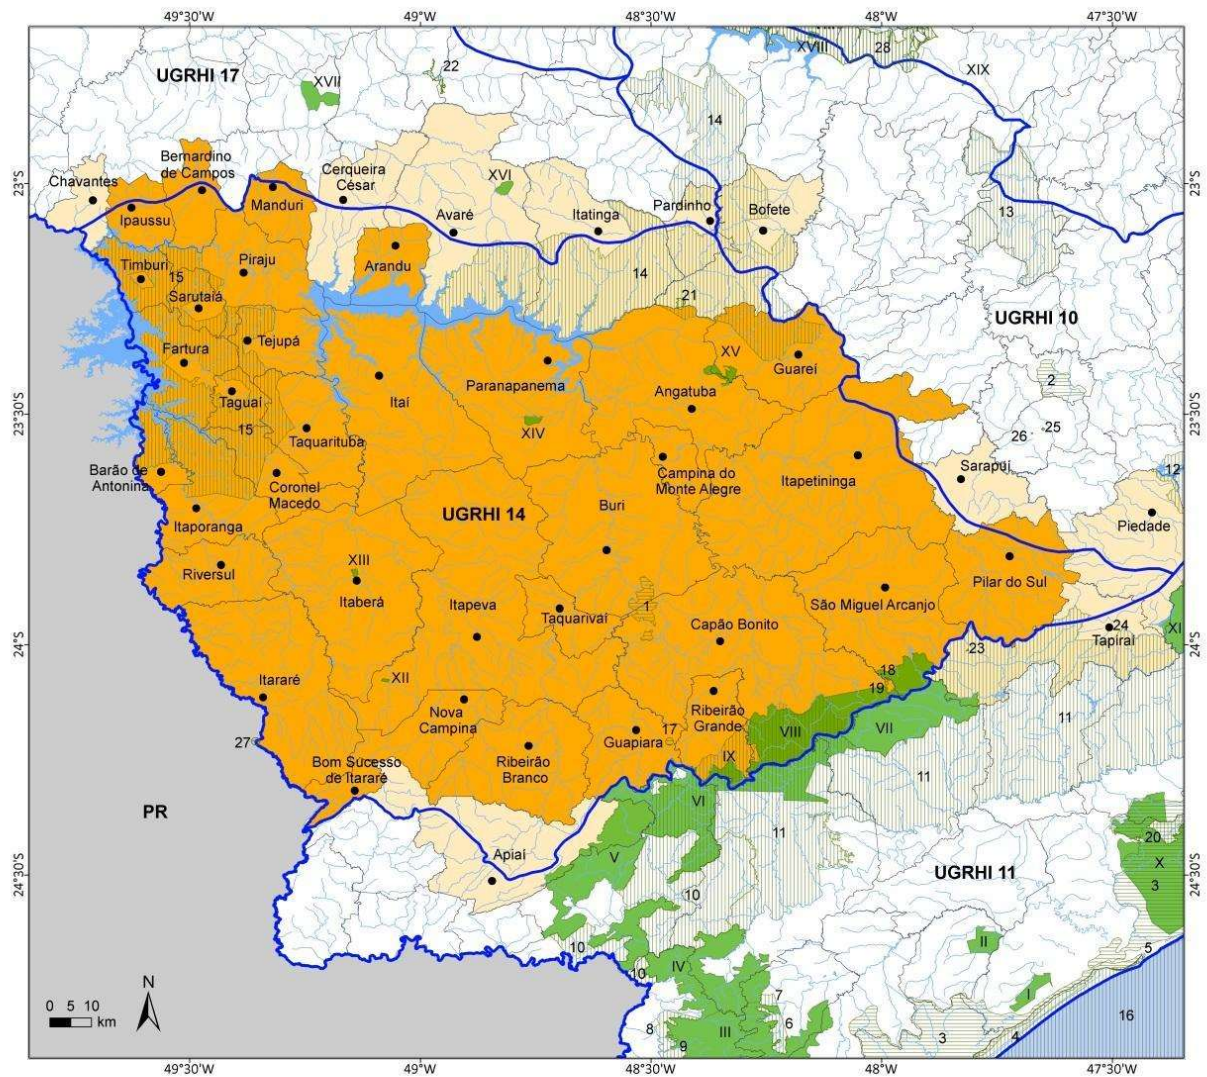 49°30'W
49°W
48°30'W
48°W
47°30'W
UGRHI 17
XVII
22
XVIII
28
XIX
14
Bernardino
de Campos
Cerqueira
César
Chavantes
Ipaussu
Manduri
XVI
Avaré
Itatinga
Pardinho
Bofete
13
23°S
23°S
Timburi
15
Piraju
Arandu
14
21
Sarutaiá
UGRHI 10
Fartura
Tejupá
XV
Guareí
Paranapanema
Angatuba
2
Taguaí
Itaí
23°30'S
23°30'S
15
Taquarituba
XIV
26
25
Barão de
Antonina
Coronel
Macedo
Campina do
Monte Alegre
Itapetininga
Sarapuí
12
Itaporanga
UGRHI 14
Buri
Piedade
Riversul
XIII
Itaberá
Itapeva
Taquarivaí
1
São Miguel Arcanjo
Pilar do Sul
Capão Bonito
24
Tapiraí
XI
24°S
24°S
23
Itararé
XII
18
19
Nova
Campina
Ribeirão
Grande
27
Guapiara
17
VIII
VII
11
Bom Sucesso
de Itararé
Ribeirão
Branco
IX
11
PR
VI
11
20
Apiaí
V
UGRHI 11
X
24°30'S
24°30'S
10
3
10
II
5
10
IV
N
0 5 10
km
7
I
8
6
16
III
9
3
4
49°30'W
49°W
48°30'W
48°W
47°30'W